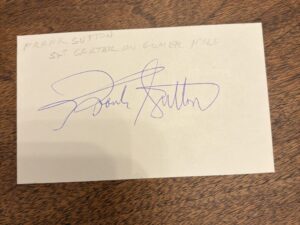 FRANK SUTTON
SGT CARTER ON GOMER PYLE
Frank Sutton